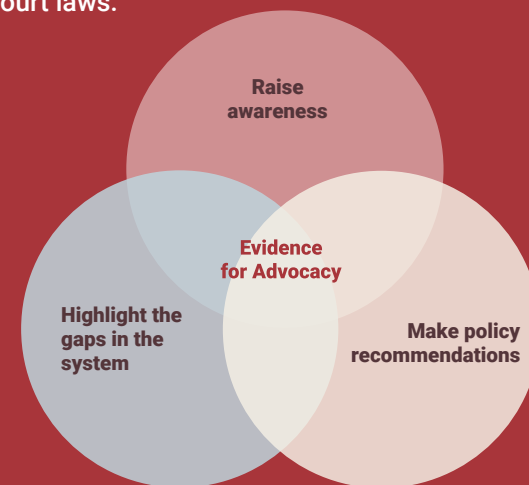 ourt laws.
Raise
awareness
Evidence
for Advocacy
Highlight the
gaps in the
system
Make policy
recommendations